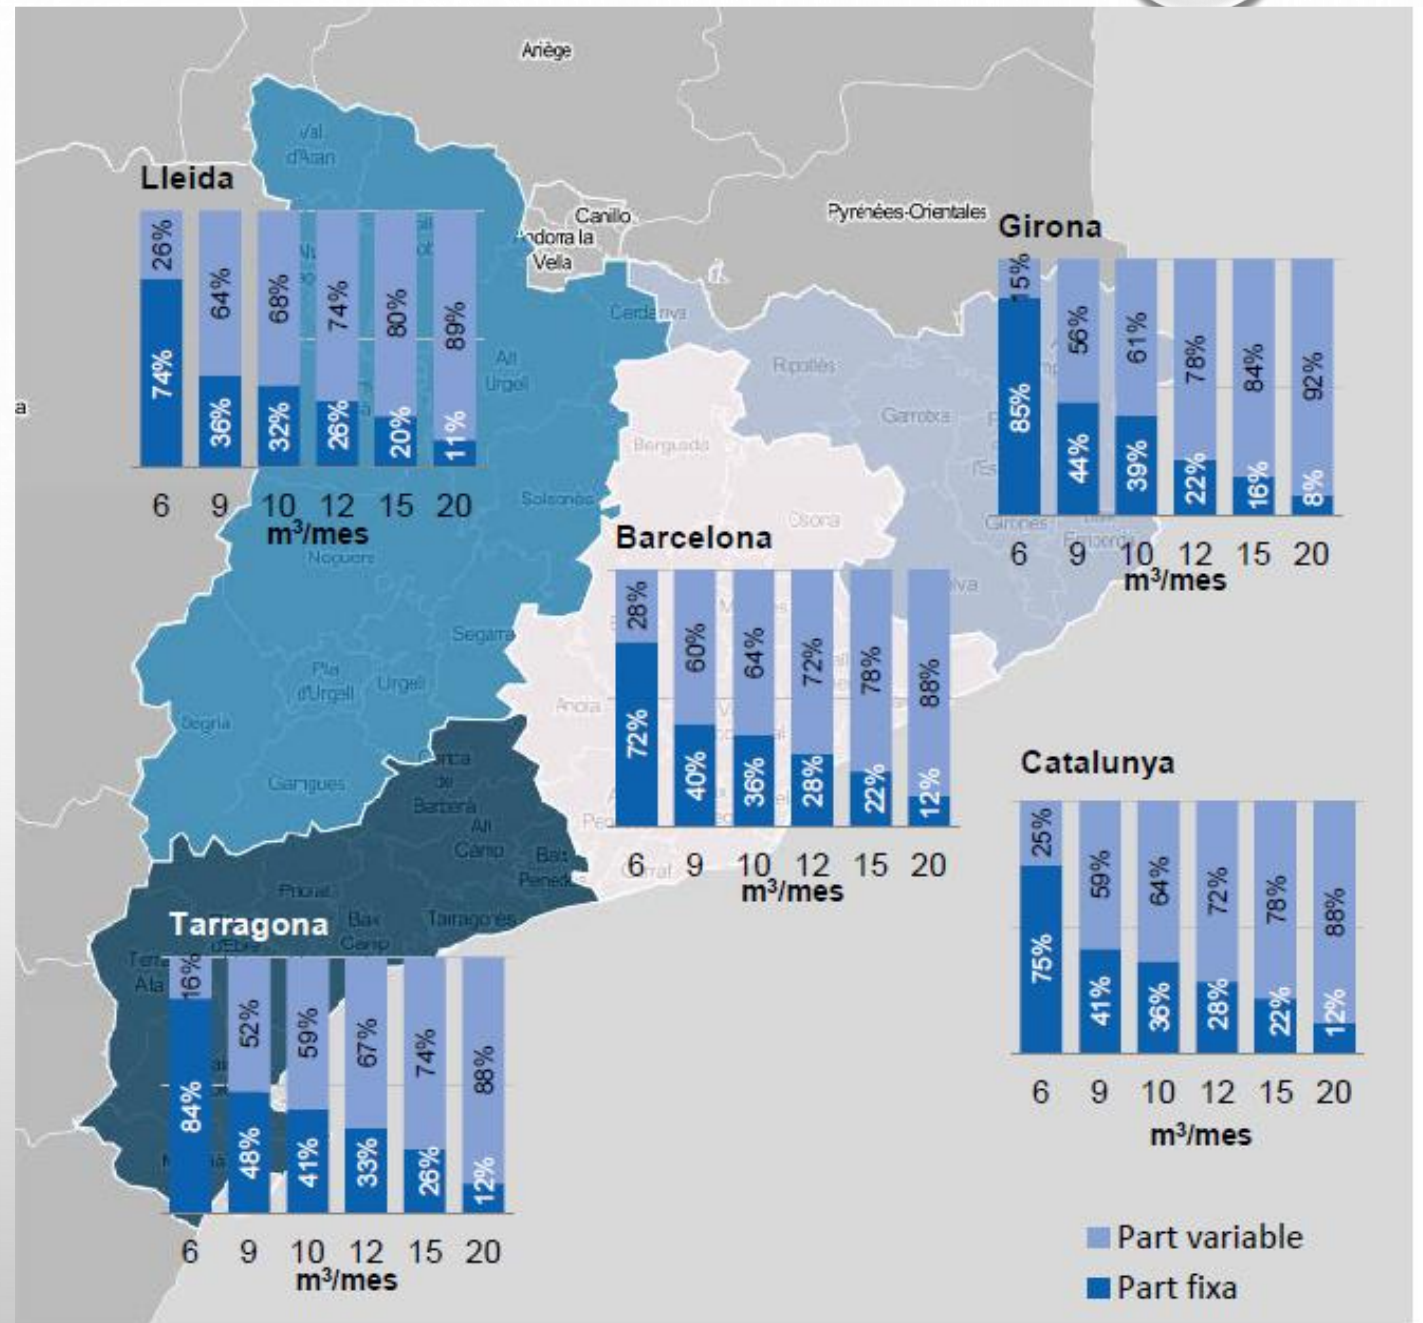 Ariège
Val
d'Aran
Lleida
Canillo
Andorra la
Vella
Pyrénées-Orientales
Girona
26% 64% 68% 74% 80% 89%
74% 36% 32% 26% 20% 11%
6 9 10 12 15 20
m³/mes
15% 56% 61% 78% 84% 92%
85% 44% 39% 22% 16% 8%
6 9 10 12 15 20
m³/mes
Cerdanya
Alt
Urgell
Ripollès
Garrotxa
Berguedà
Solsonès
Osona
Gironès
Noguera
Segarra
Pla
d'Urgell
Urgell
Anoia
Segrià
Garrigues
Barcelona
28% 60% 64% 72% 78% 88%
72% 40% 36% 28% 22% 12%
6 9 10 12 15 20
m³/mes
Conca
de
Barberà
Alt
Camp
Baix
Penedès
Priorat
Baix
Camp
Tarragonès
Catalunya
25% 59% 64% 72% 78% 88%
75% 41% 36% 28% 22% 12%
6 9 10 12 15 20
m³/mes
Tarragona
16% 52% 59% 67% 74% 88%
84% 48% 41% 33% 26% 12%
6 9 10 12 15 20
m³/mes
Part variable
Part fixa